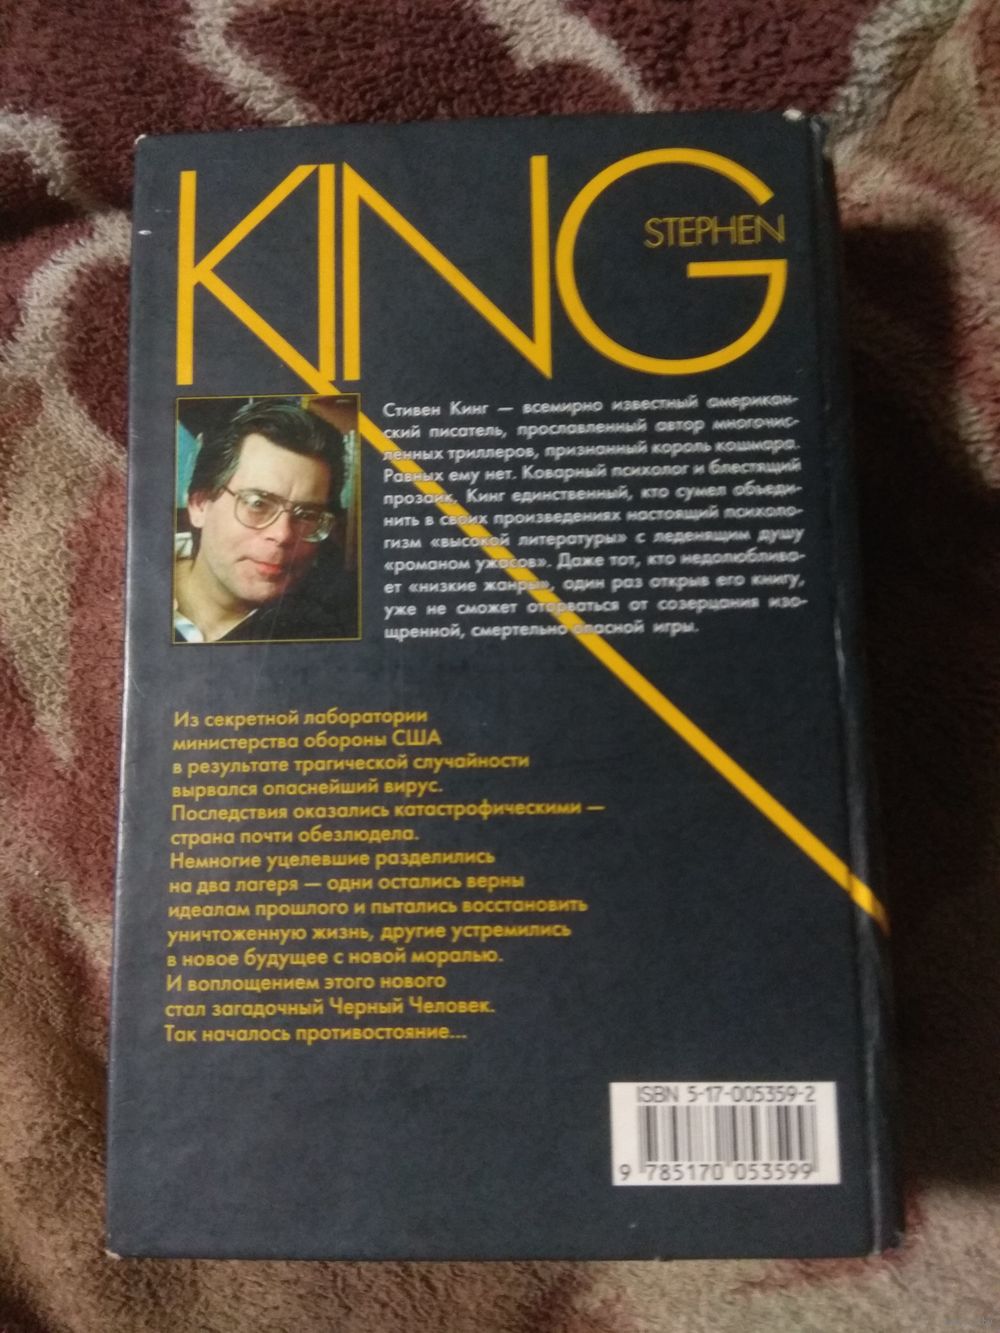 KING
STEPHEN
Стивен Кинг — всемирно известный американ-
ский писатель, прославленный автор многочис-
ленных триллеров, признанный король кошмара.
Равных ему нет. Коварный психолог и блестящий
прозаик, Кинг единственный, кто сумел объеди-
нить в своих произведениях настоящий психоло-
гизм «высокой литературы» с леденящим душу
«романом ужасов». Даже тот, кто недолюблива-
ет «низкие жанры», один раз открыв его книгу,
уже не сможет оторваться от созерцания изо-
щренной, смертельно опасной игры.
Из секретной лаборатории
министерства обороны США
в результате трагической случайности
вырвался опаснейший вирус.
Последствия оказались катастрофическими —
страна почти обезлюдела.
Немногие уцелевшие разделились
на два лагеря — одни остались верны
идеалам прошлого и пытались восстановить
уничтоженную жизнь, другие устремились
в новое будущее с новой моралью.
И воплощением этого нового
стал загадочный Черный Человек.
Так началось противостояние...
ISBN 5-17-005359-2
9 785170 053599